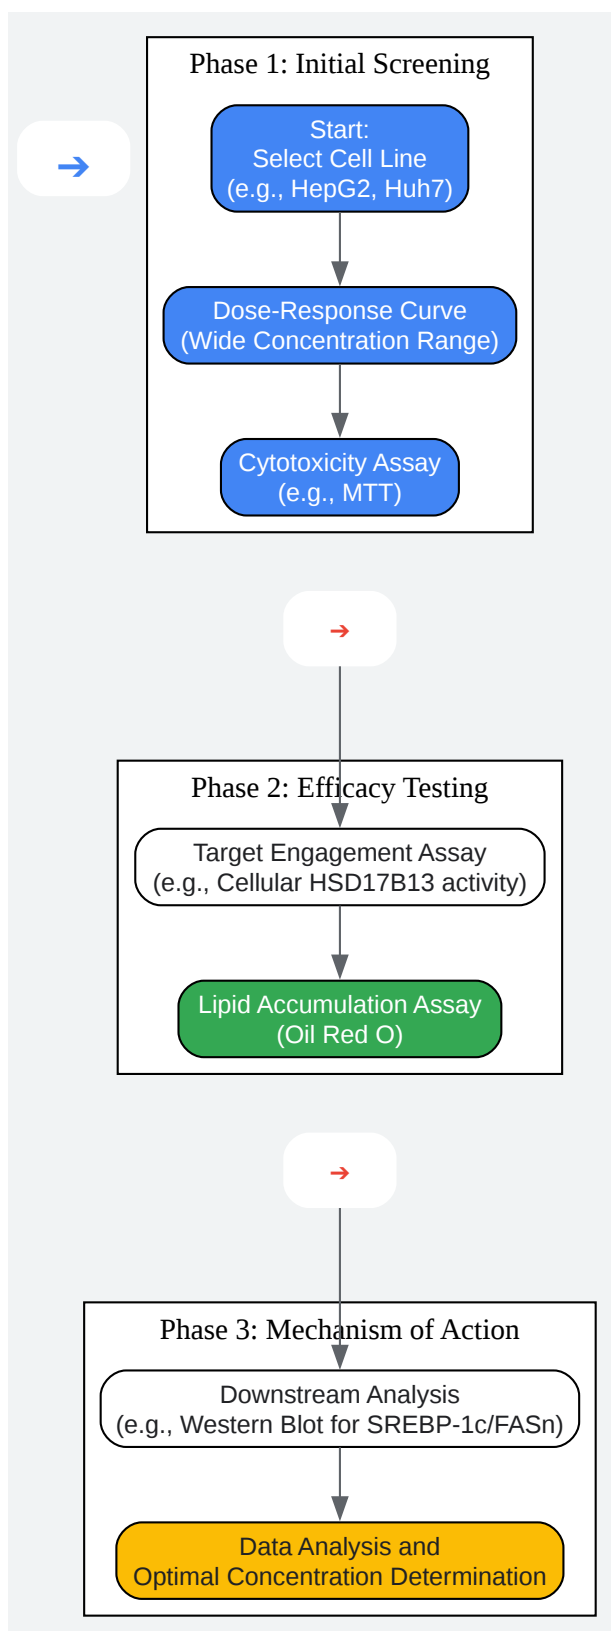 Phase 1: Initial Screening
Start:
Select Cell Line
(e.g., HepG2, Huh7)
➔
Dose-Response Curve
(Wide Concentration Range)
Cytotoxicity Assay
(e.g., MTT)
➔
Phase 2: Efficacy Testing
Target Engagement Assay
(e.g., Cellular HSD17B13 activity)
Lipid Accumulation Assay
(Oil Red O)
➔
Phase 3: Mechanism of Action
Downstream Analysis
(e.g., Western Blot for SREBP-1c/FASn)
Data Analysis and
Optimal Concentration Determination